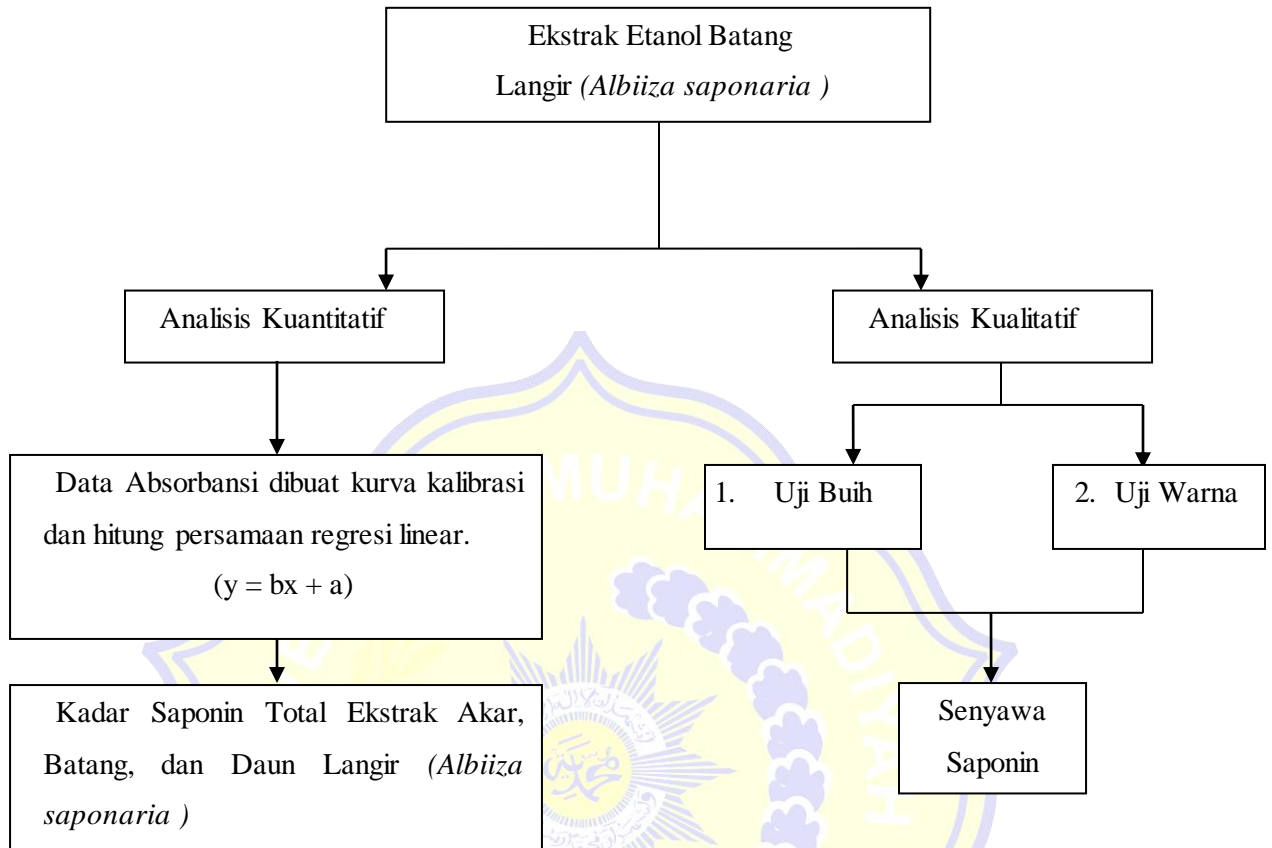 Ekstrak Etanol Batang
Langir (Albiiza saponaria )
Analisis Kuantitatif
Analisis Kualitatif
Data Absorbansi dibuat kurva kalibrasi
dan hitung persamaan regresi linear.
(y = bx + a)
1. Uji Buih
2. Uji Warna
Kadar Saponin Total Ekstrak Akar,
Batang, dan Daun Langir (Albiiza
saponaria )
Senyawa
Saponin